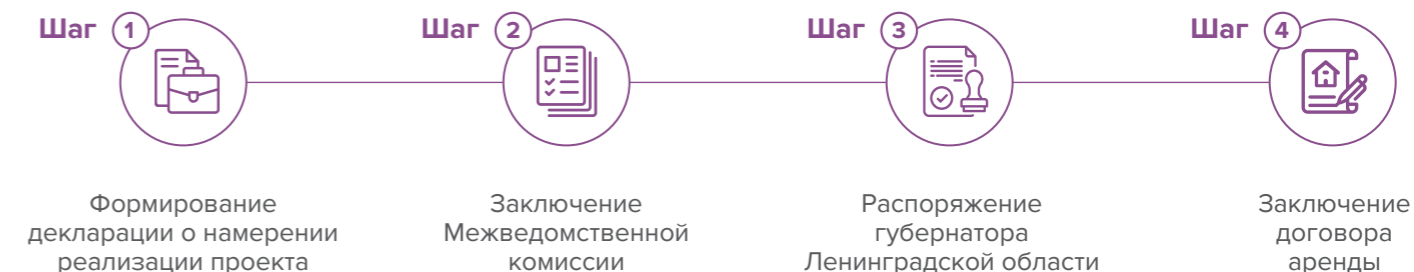 Шаг 1
Шаг 2
Шаг 3
Шаг 4
Формирование
декларации о намерении
реализации проекта
Заключение
Межведомственной
комиссии
Распоряжение
губернатора
Ленинградской области
Заключение
договора
аренды